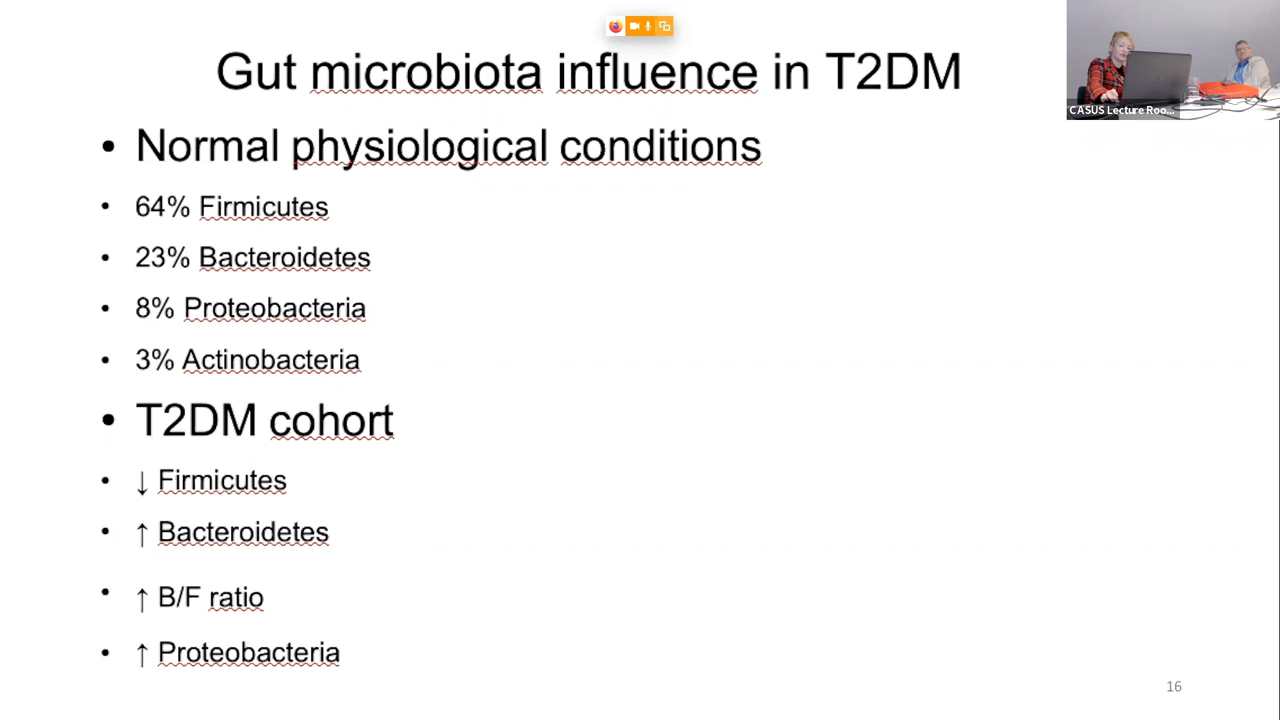 Gut microbiota influence in T2DM
CASUS Lecture Roo...
• Normal physiological conditions
• 64% Firmicutes
• 23% Bacteroidetes
• 8% Proteobacteria
• 3% Actinobacteria
• T2DM cohort
• ↓ Firmicutes
• ↑ Bacteroidetes
• ↑ B/F ratio
• ↑ Proteobacteria
16